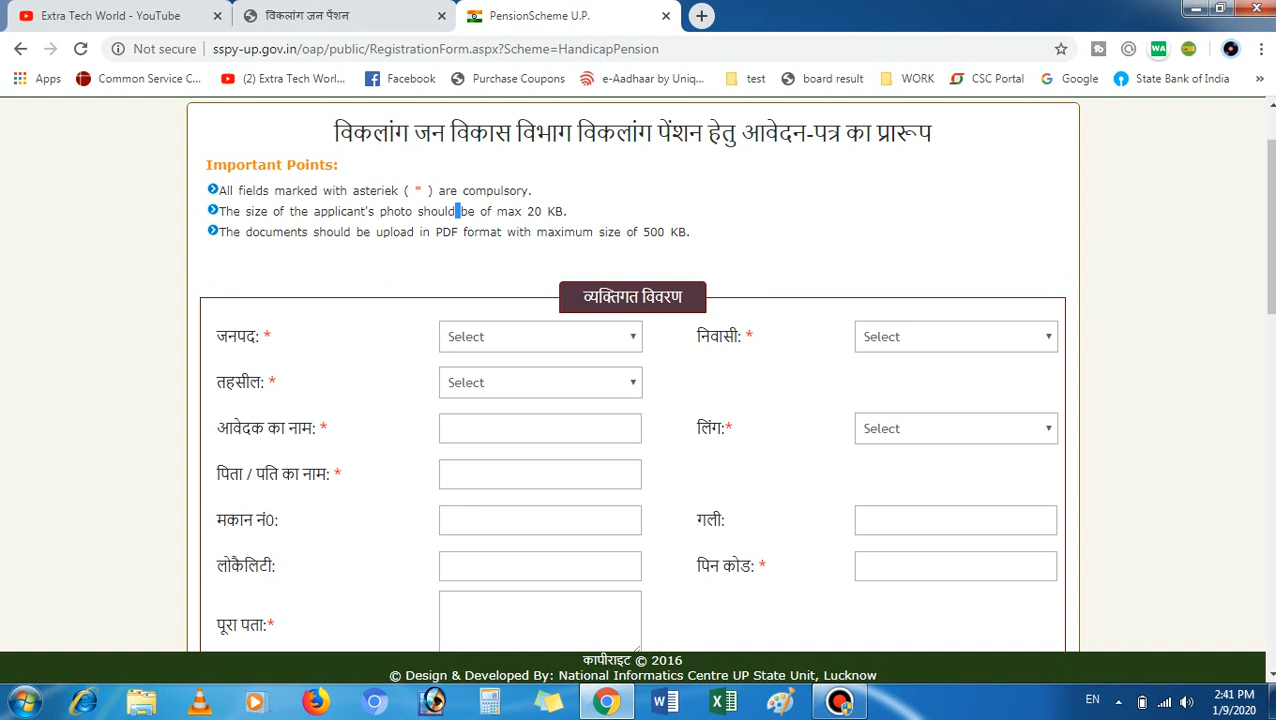 Extra Tech World - YouTube × विकलांग जन पेंशन × PensionScheme U.P. ×
Not secure sspy-up.gov.in/oap/public/RegistrationForm.aspx?Scheme=HandicapPension
Apps Common Service C... (2) Extra Tech Worl... Facebook Purchase Coupons e-Aadhaar by Uniq... test board result WORK CSC Portal Google State Bank of India »
विकलांग जन विकास विभाग विकलांग पेंशन हेतु आवेदन-पत्र का प्रारूप
Important Points:
All fields marked with asteriek ( * ) are compulsory.
The size of the applicant's photo should be of max 20 KB.
The documents should be upload in PDF format with maximum size of 500 KB.
व्यक्तिगत विवरण
जनपद: * Select निवासी: * Select
तहसील: * Select
आवेदक का नाम: * लिंग:* Select
पिता / पति का नाम: *
मकान नं0: गली:
लोकैलिटी: पिन कोड: *
पूरा पता:*
कापीराइट © 2016
© Design & Developed By: National Informatics Centre UP State Unit, Lucknow
EN 2:41 PM
1/9/2020